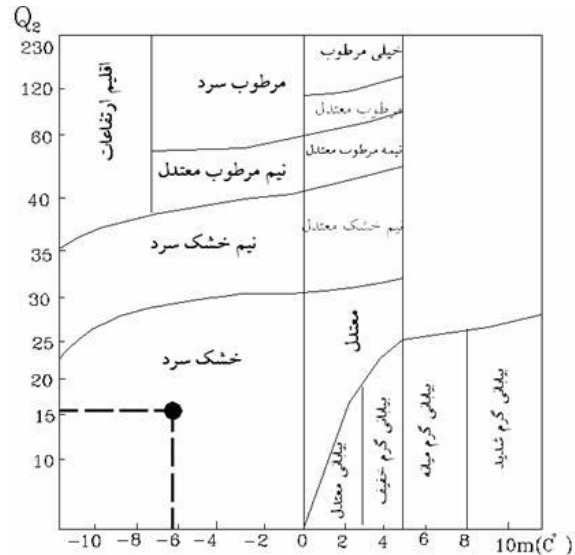 Q2
230
120
60
40
35
30
25
20
15
10
اقلیم ارتفاعات
مرطوب سرد
خیلی مرطوب
مرطوب معتدل
نیمه مرطوب معتدل
نیم مرطوب معتدل
نیم خشک معتدل
نیم خشک سرد
معتدل
خشک سرد
بیابانی معتدل
بیابانی گرم خفیف
بیابانی گرم میانه
بیابانی گرم شدید
-10 -8 -6 -4 -2 0 2 4 6 8 10m(C°)